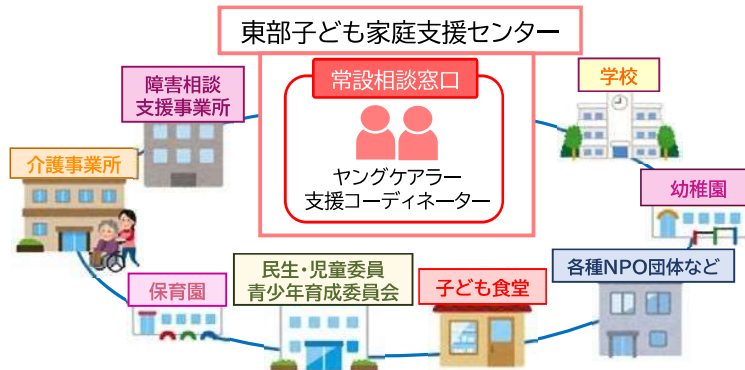 東部子ども家庭支援センター
常設相談窓口
ヤングケアラー
支援コーディネーター
障害相談
支援事業所
学校
介護事業所
幼稚園
保育園
民生・児童委員
青少年育成委員会
子ども食堂
各種NPO団体など